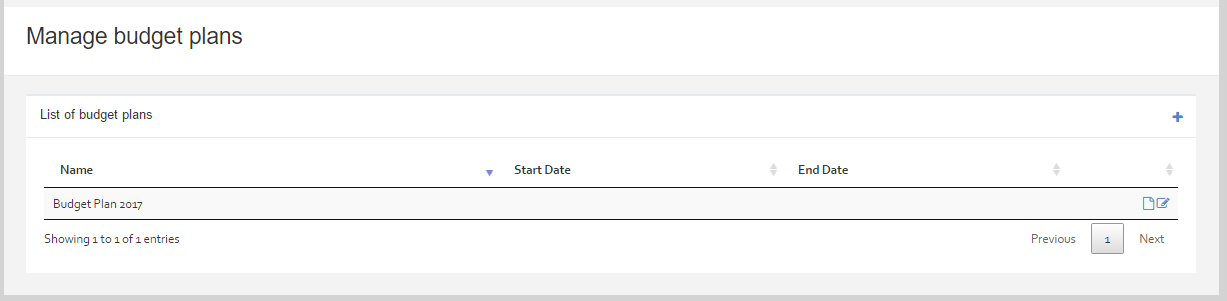 Manage budget plans
List of budget plans
Name Start Date End Date
Budget Plan 2017
Showing 1 to 1 of 1 entries Previous 1 Next